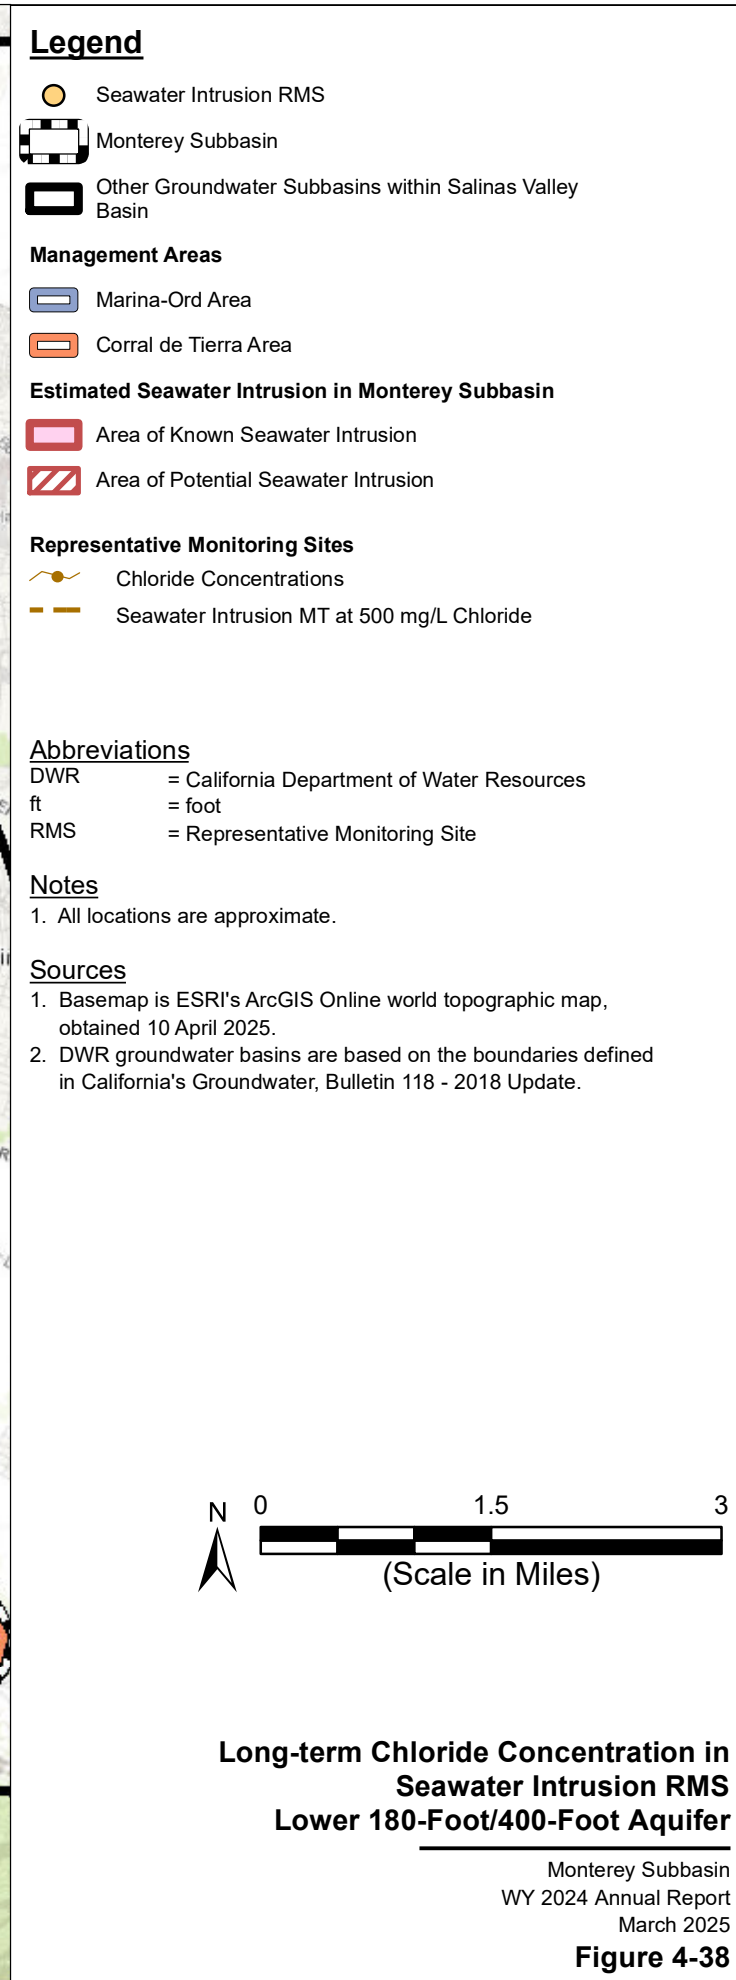 Legend
Seawater Intrusion RMS
Monterey Subbasin
Other Groundwater Subbasins within Salinas Valley
Basin
Management Areas
Marina-Ord Area
Corral de Tierra Area
Estimated Seawater Intrusion in Monterey Subbasin
Area of Known Seawater Intrusion
Area of Potential Seawater Intrusion
Representative Monitoring Sites
Chloride Concentrations
Seawater Intrusion MT at 500 mg/L Chloride
Abbreviations
DWR = California Department of Water Resources
ft = foot
RMS = Representative Monitoring Site
Notes
1. All locations are approximate.
Sources
1. Basemap is ESRI's ArcGIS Online world topographic map,
obtained 10 April 2025.
2. DWR groundwater basins are based on the boundaries defined
in California's Groundwater, Bulletin 118 - 2018 Update.
N 0 1.5 3
(Scale in Miles)
Long-term Chloride Concentration in
Seawater Intrusion RMS
Lower 180-Foot/400-Foot Aquifer
Monterey Subbasin
WY 2024 Annual Report
March 2025
Figure 4-38